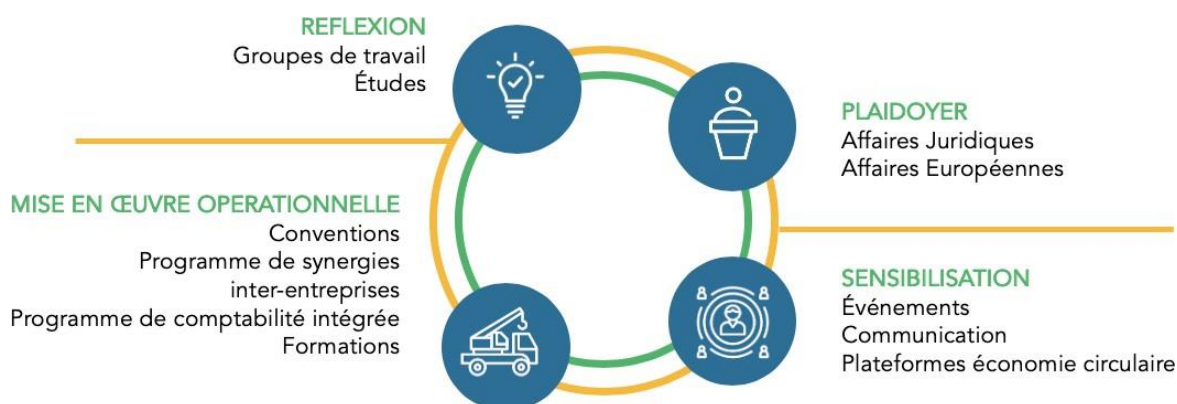 REFLEXION
Groupes de travail
Études
PLAIDOYER
Affaires Juridiques
Affaires Européennes
MISE EN ŒUVRE OPERATIONNELLE
Conventions
Programme de synergies
inter-entreprises
Programme de comptabilité intégrée
Formations
SENSIBILISATION
Événements
Communication
Plateformes économie circulaire